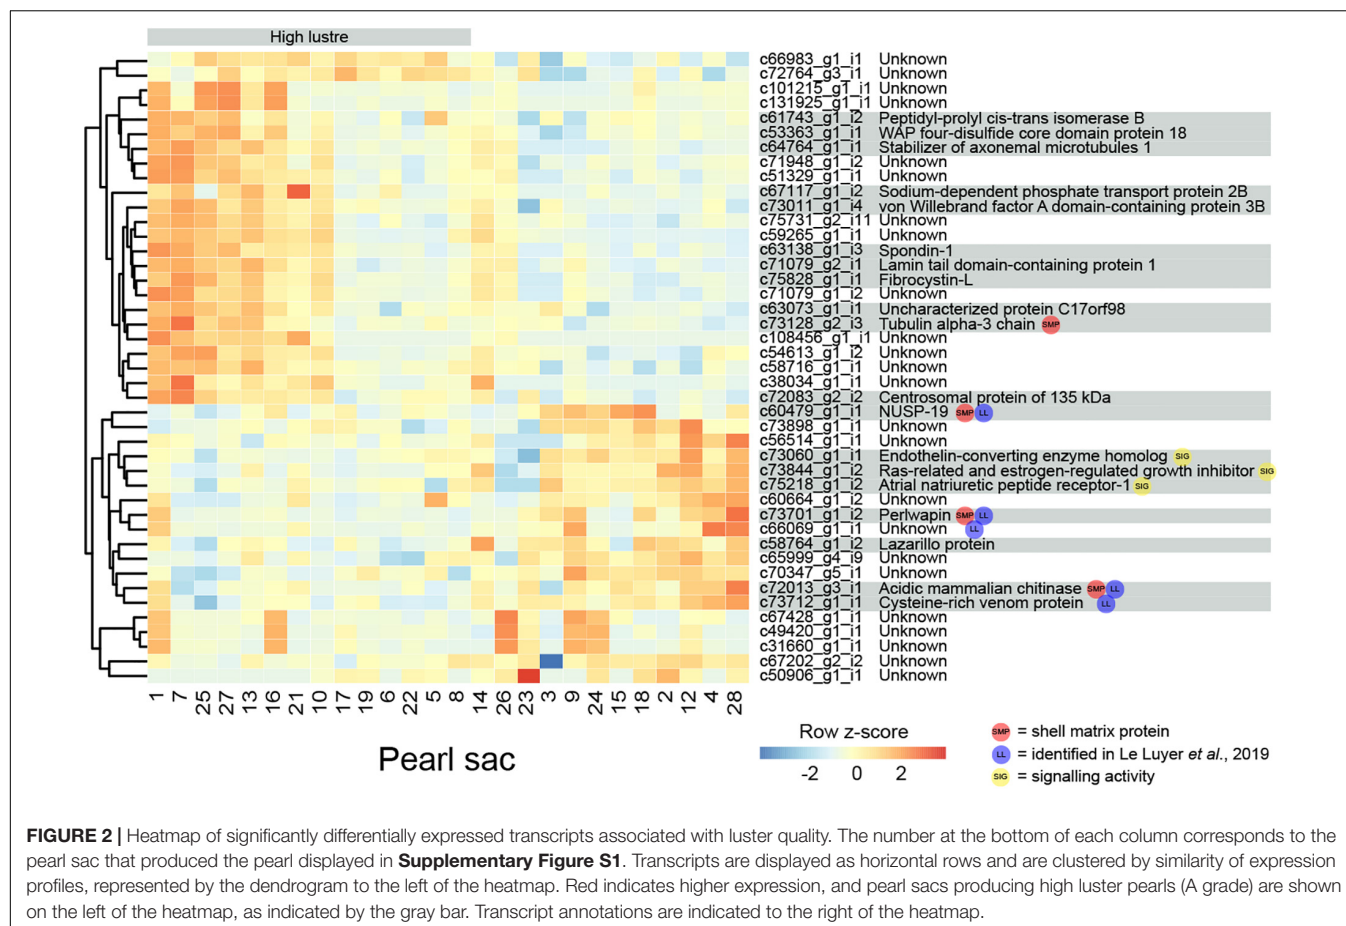 High lustre
c66983_g1_i1 Unknown
c72764_g3_i1 Unknown
c101215_g1_i1 Unknown
c131925_g1_i1 Unknown
c61743_g1_i2 Peptidyl-prolyl cis-trans isomerase B
c53363_g1_i1 WAP four-disulfide core domain protein 18
c64764_g1_i1 Stabilizer of axonemal microtubules 1
c71948_g1_i2 Unknown
c51329_g1_i1 Unknown
c67117_g1_i2 Sodium-dependent phosphate transport protein 2B
c73011_g1_i4 von Willebrand factor A domain-containing protein 3B
c75731_g2_i11 Unknown
c59265_g1_i1 Unknown
c63138_g1_i3 Spondin-1
c71079_g2_i1 Lamin tail domain-containing protein 1
c75828_g1_i1 Fibrocystin-L
c71079_g1_i2 Unknown
c63073_g1_i1 Uncharacterized protein C17orf98
c73128_g2_i3 Tubulin alpha-3 chain SMP
c108456_g1_i1 Unknown
c54613_g1_i2 Unknown
c58716_g1_i1 Unknown
c38034_g1_i1 Unknown
c72083_g2_i2 Centrosomal protein of 135 kDa
c60479_g1_i1 NUSP-19 SMP LL
c73898_g1_i1 Unknown
c56514_g1_i1 Unknown
c73060_g1_i1 Endothelin-converting enzyme homolog SIG
c73844_g1_i2 Ras-related and estrogen-regulated growth inhibitor SIG
c75218_g1_i2 Atrial natriuretic peptide receptor-1 SIG
c60664_g1_i2 Unknown
c73701_g1_i2 Perlwapin SMP LL
c66069_g1_i1 Unknown LL
c58764_g1_i2 Lazarillo protein
c65999_g4_i9 Unknown
c70347_g5_i1 Unknown
c72013_g3_i1 Acidic mammalian chitinase SMP LL
c73712_g1_i1 Cysteine-rich venom protein LL
c67428_g1_i1 Unknown
c49420_g1_i1 Unknown
c31660_g1_i1 Unknown
c67202_g2_i2 Unknown
c50906_g1_i1 Unknown
1 7 25 27 13 16 21 10 17 19 6 22 5 8 14 26 23 3 9 24 15 18 2 12 4 28
Pearl sac
Row z-score
-2 0 2
SMP = shell matrix protein
LL = identified in Le Luyer et al., 2019
SIG = signalling activity
FIGURE 2 | Heatmap of significantly differentially expressed transcripts associated with luster quality. The number at the bottom of each column corresponds to the
pearl sac that produced the pearl displayed in Supplementary Figure S1. Transcripts are displayed as horizontal rows and are clustered by similarity of expression
profiles, represented by the dendrogram to the left of the heatmap. Red indicates higher expression, and pearl sacs producing high luster pearls (A grade) are shown
on the left of the heatmap, as indicated by the gray bar. Transcript annotations are indicated to the right of the heatmap.